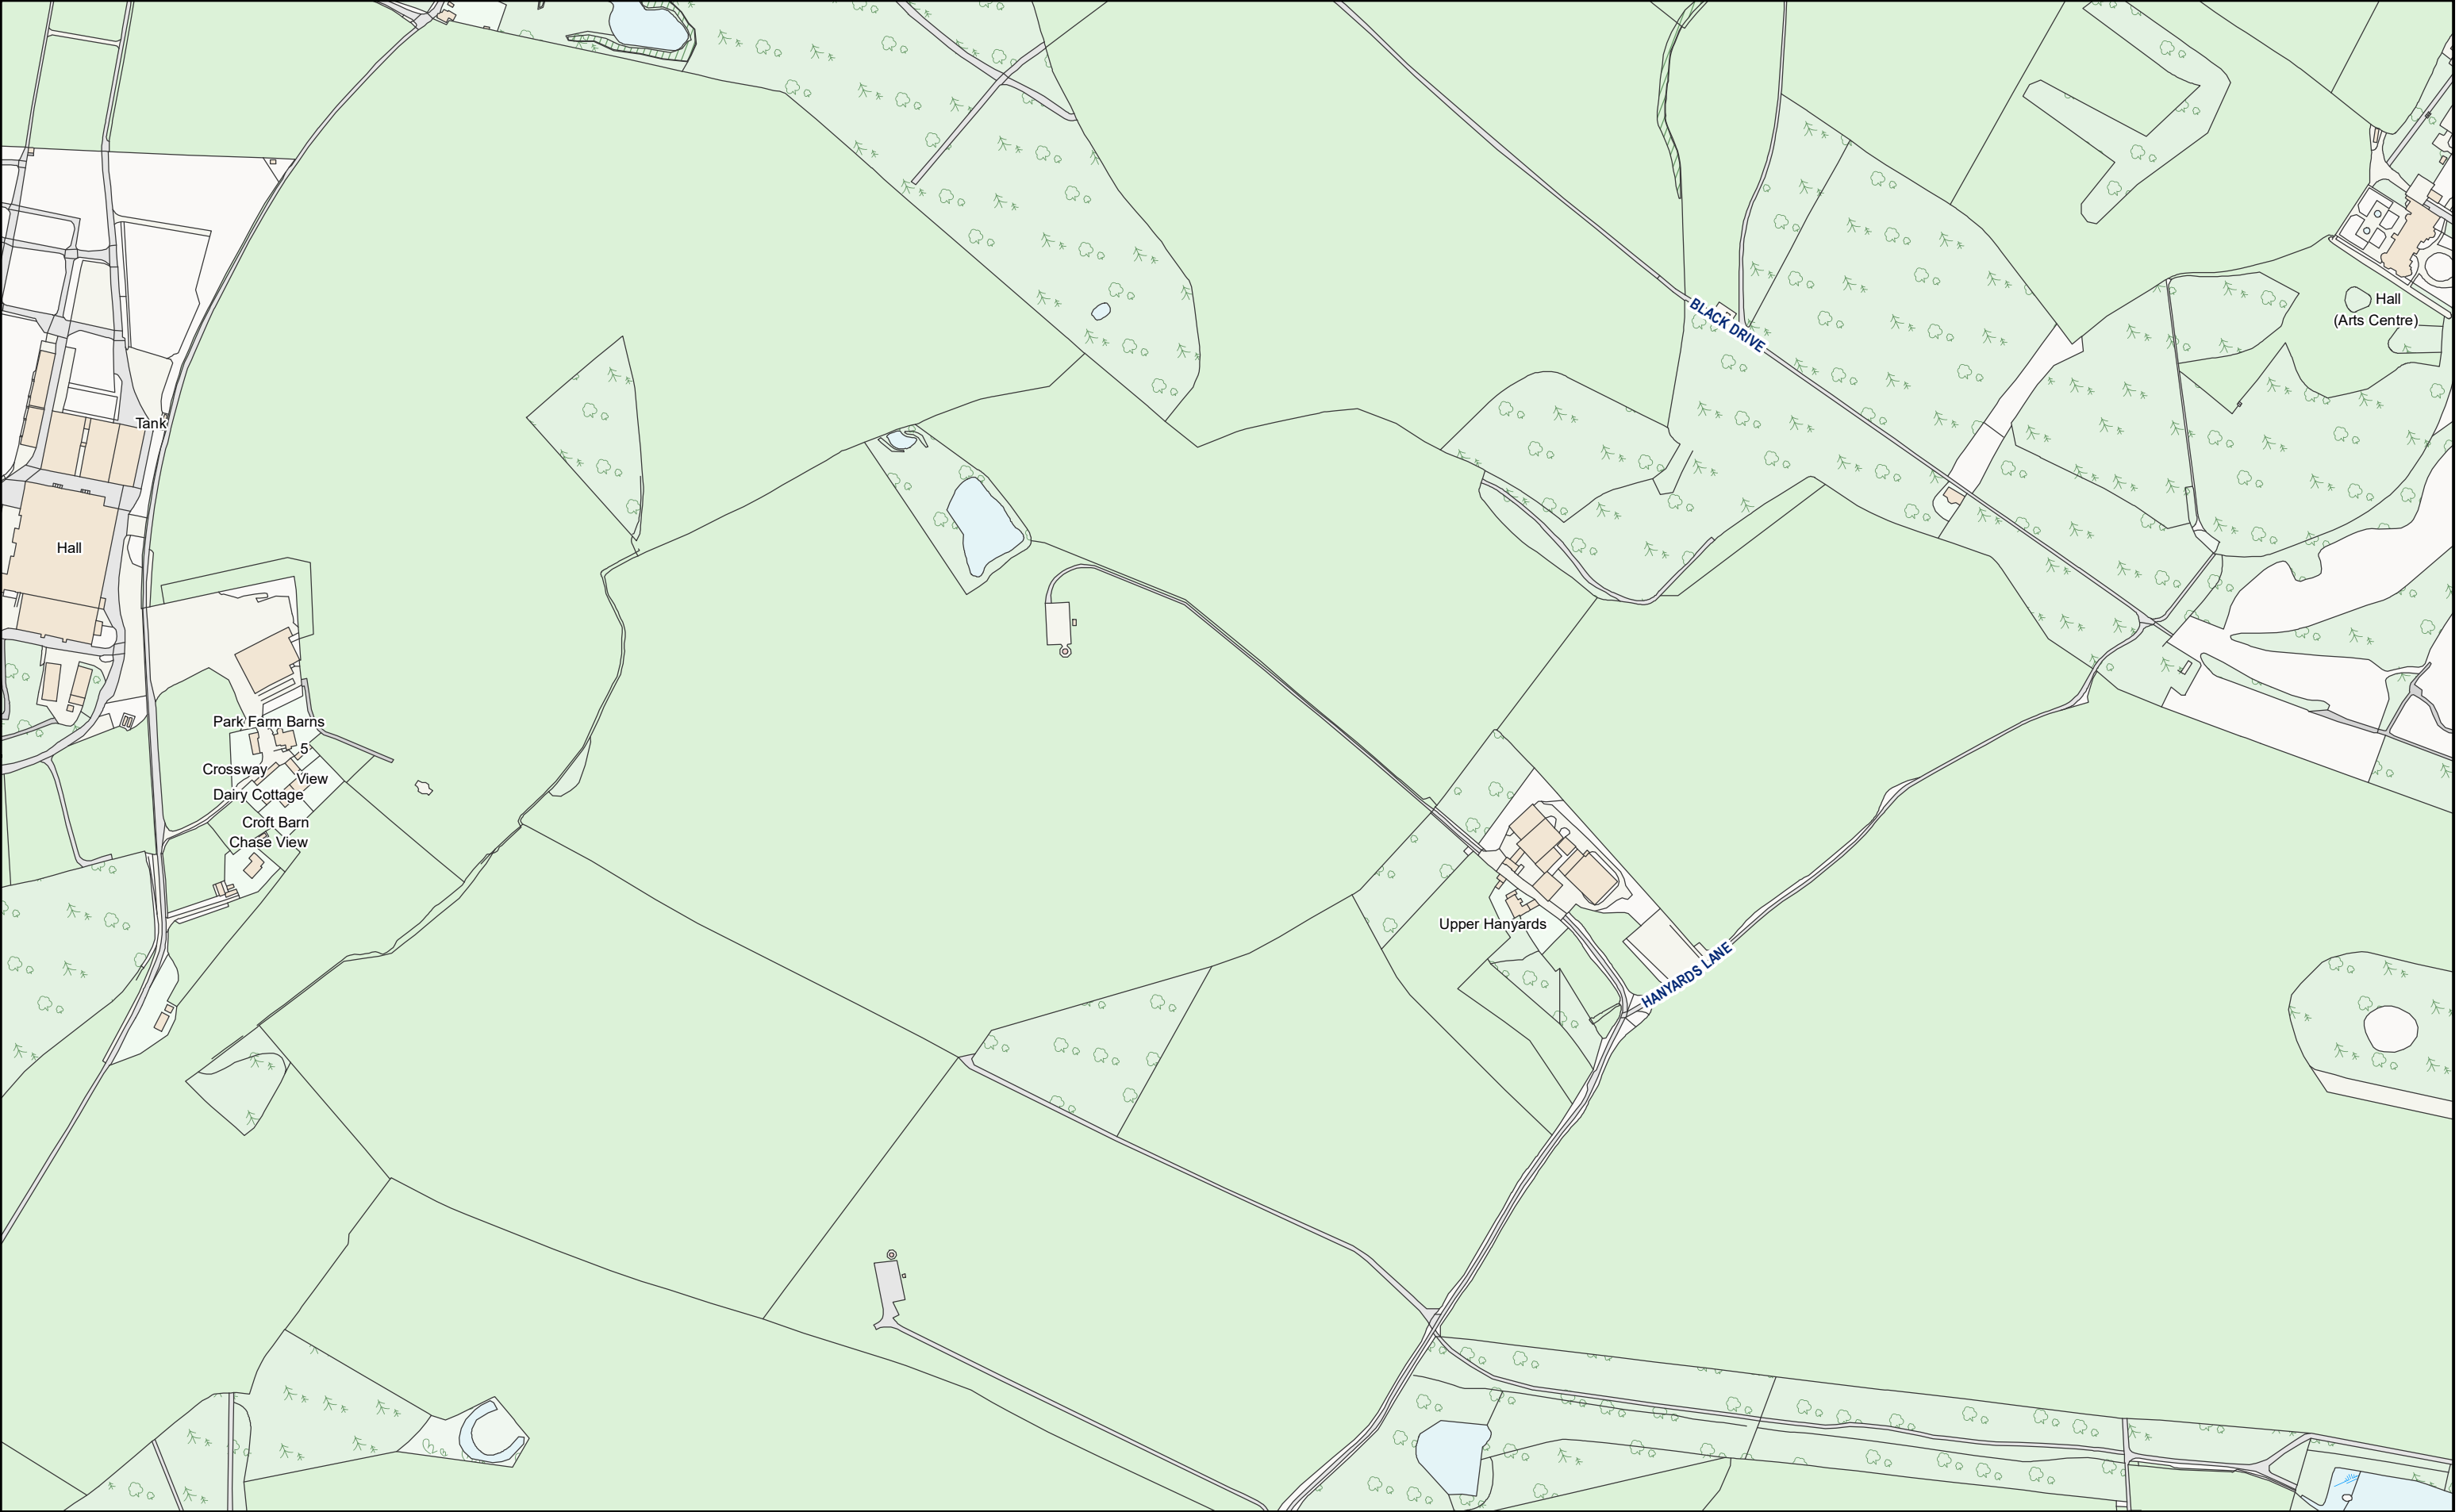 BLACK DRIVE
Hall
(Arts Centre)
Tank
Hall
Park Farm Barns
5
Crossway
View
Dairy Cottage
Croft Barn
Chase View
Upper Hanyards
HANYARDS LANE